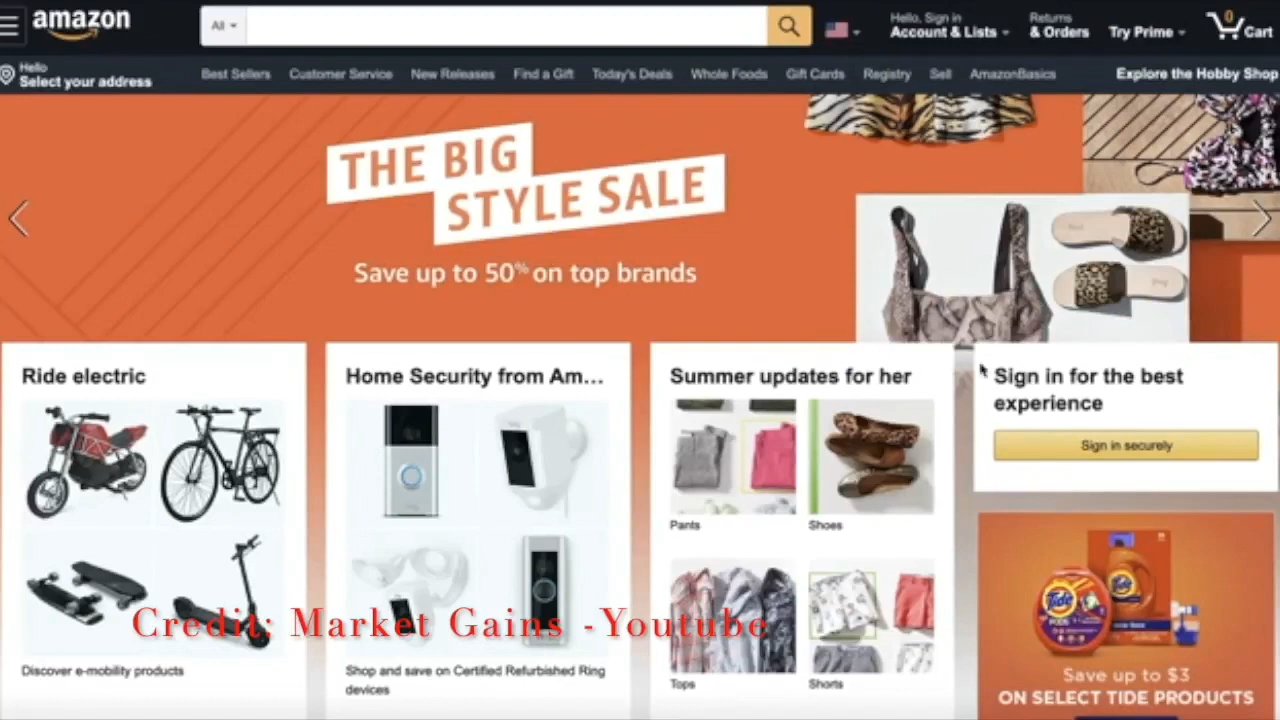 amazon
All
Hello, Sign in
Account & Lists
Returns
& Orders
Try Prime
0
Cart
Hello
Select your address
Best Sellers
Customer Service
New Releases
Find a Gift
Today's Deals
Whole Foods
Gift Cards
Registry
Sell
AmazonBasics
Explore the Hobby Shop
THE BIG
STYLE SALE
Save up to 50% on top brands
Ride electric
Discover e-mobility products
Home Security from Am...
Shop and save on Certified Refurbished Ring
devices
Summer updates for her
Pants
Shoes
Tops
Shorts
Sign in for the best
experience
Sign in securely
Tide
Tide
PODS
Save up to $3
ON SELECT TIDE PRODUCTS
Credit: Market Gains -Youtube